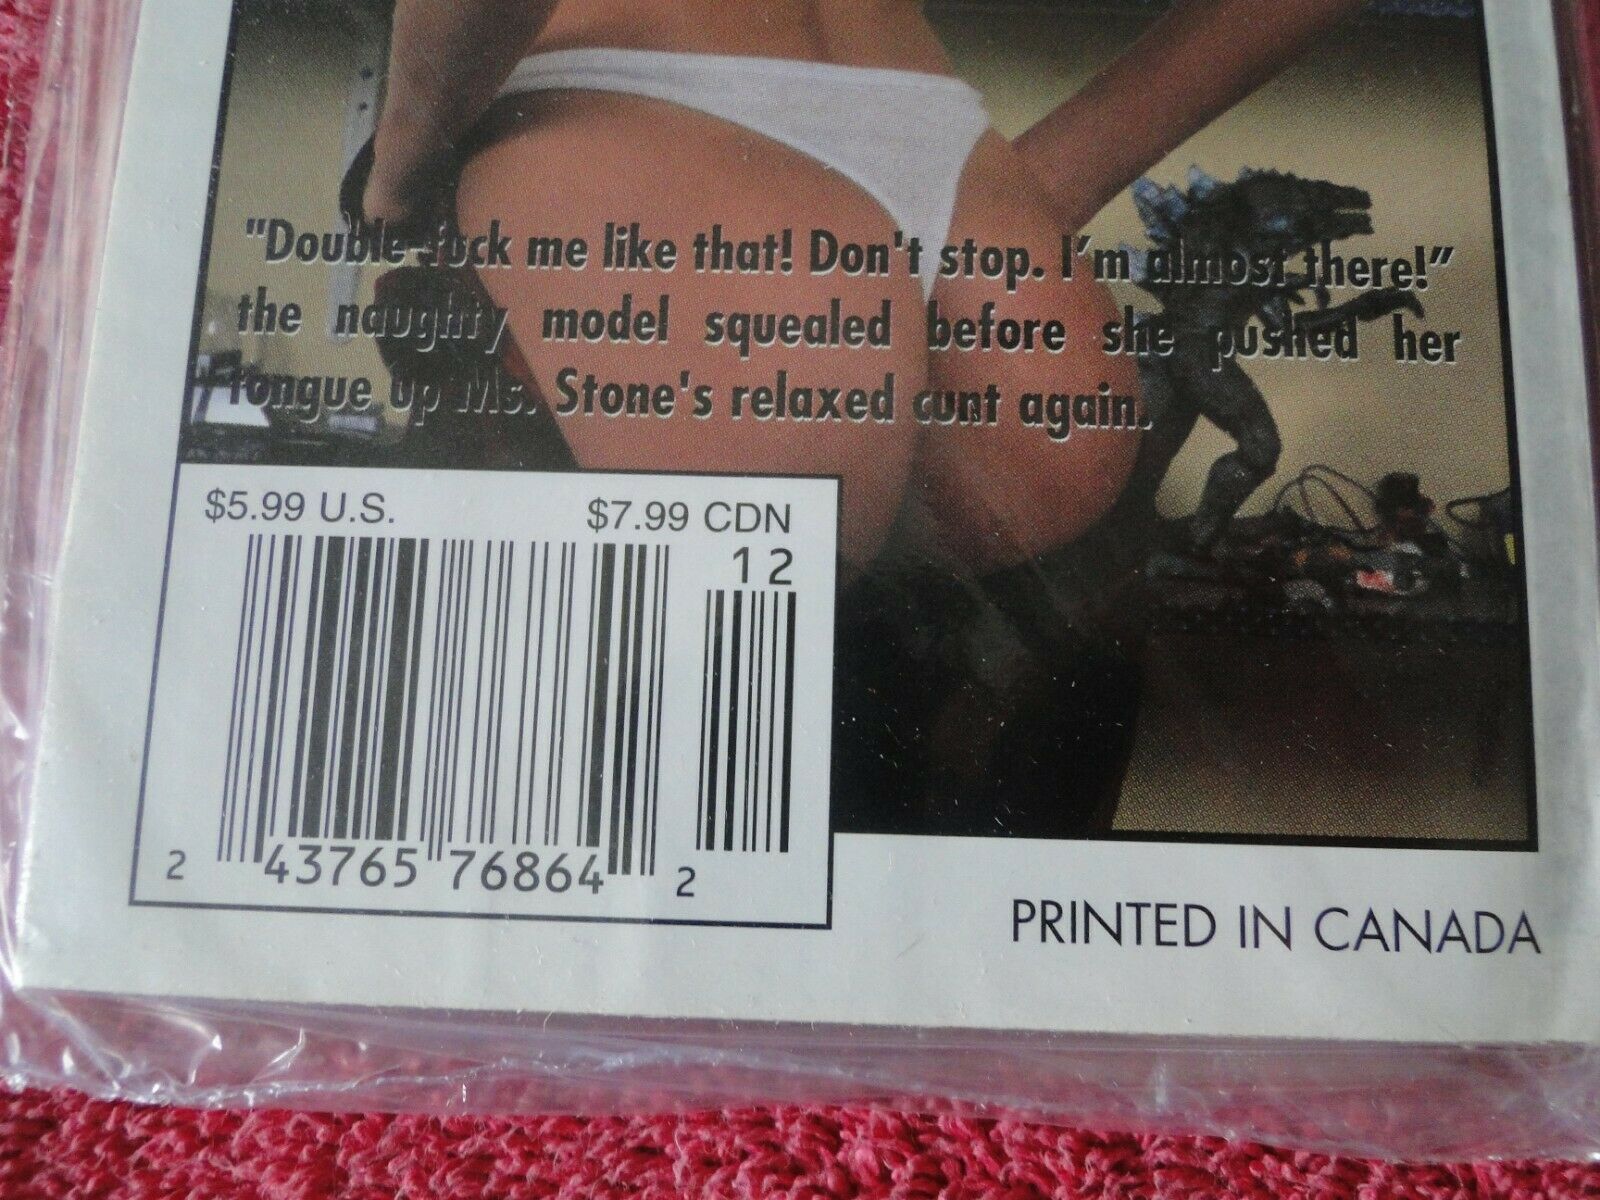 "Double-fuck me like that! Don't stop. I'm almost there!"
the naughty model squealed before she pushed her
tongue up Ms. Stone's relaxed cunt again.
$5.99 U.S. $7.99 CDN
12
2 43765 76864 2
PRINTED IN CANADA